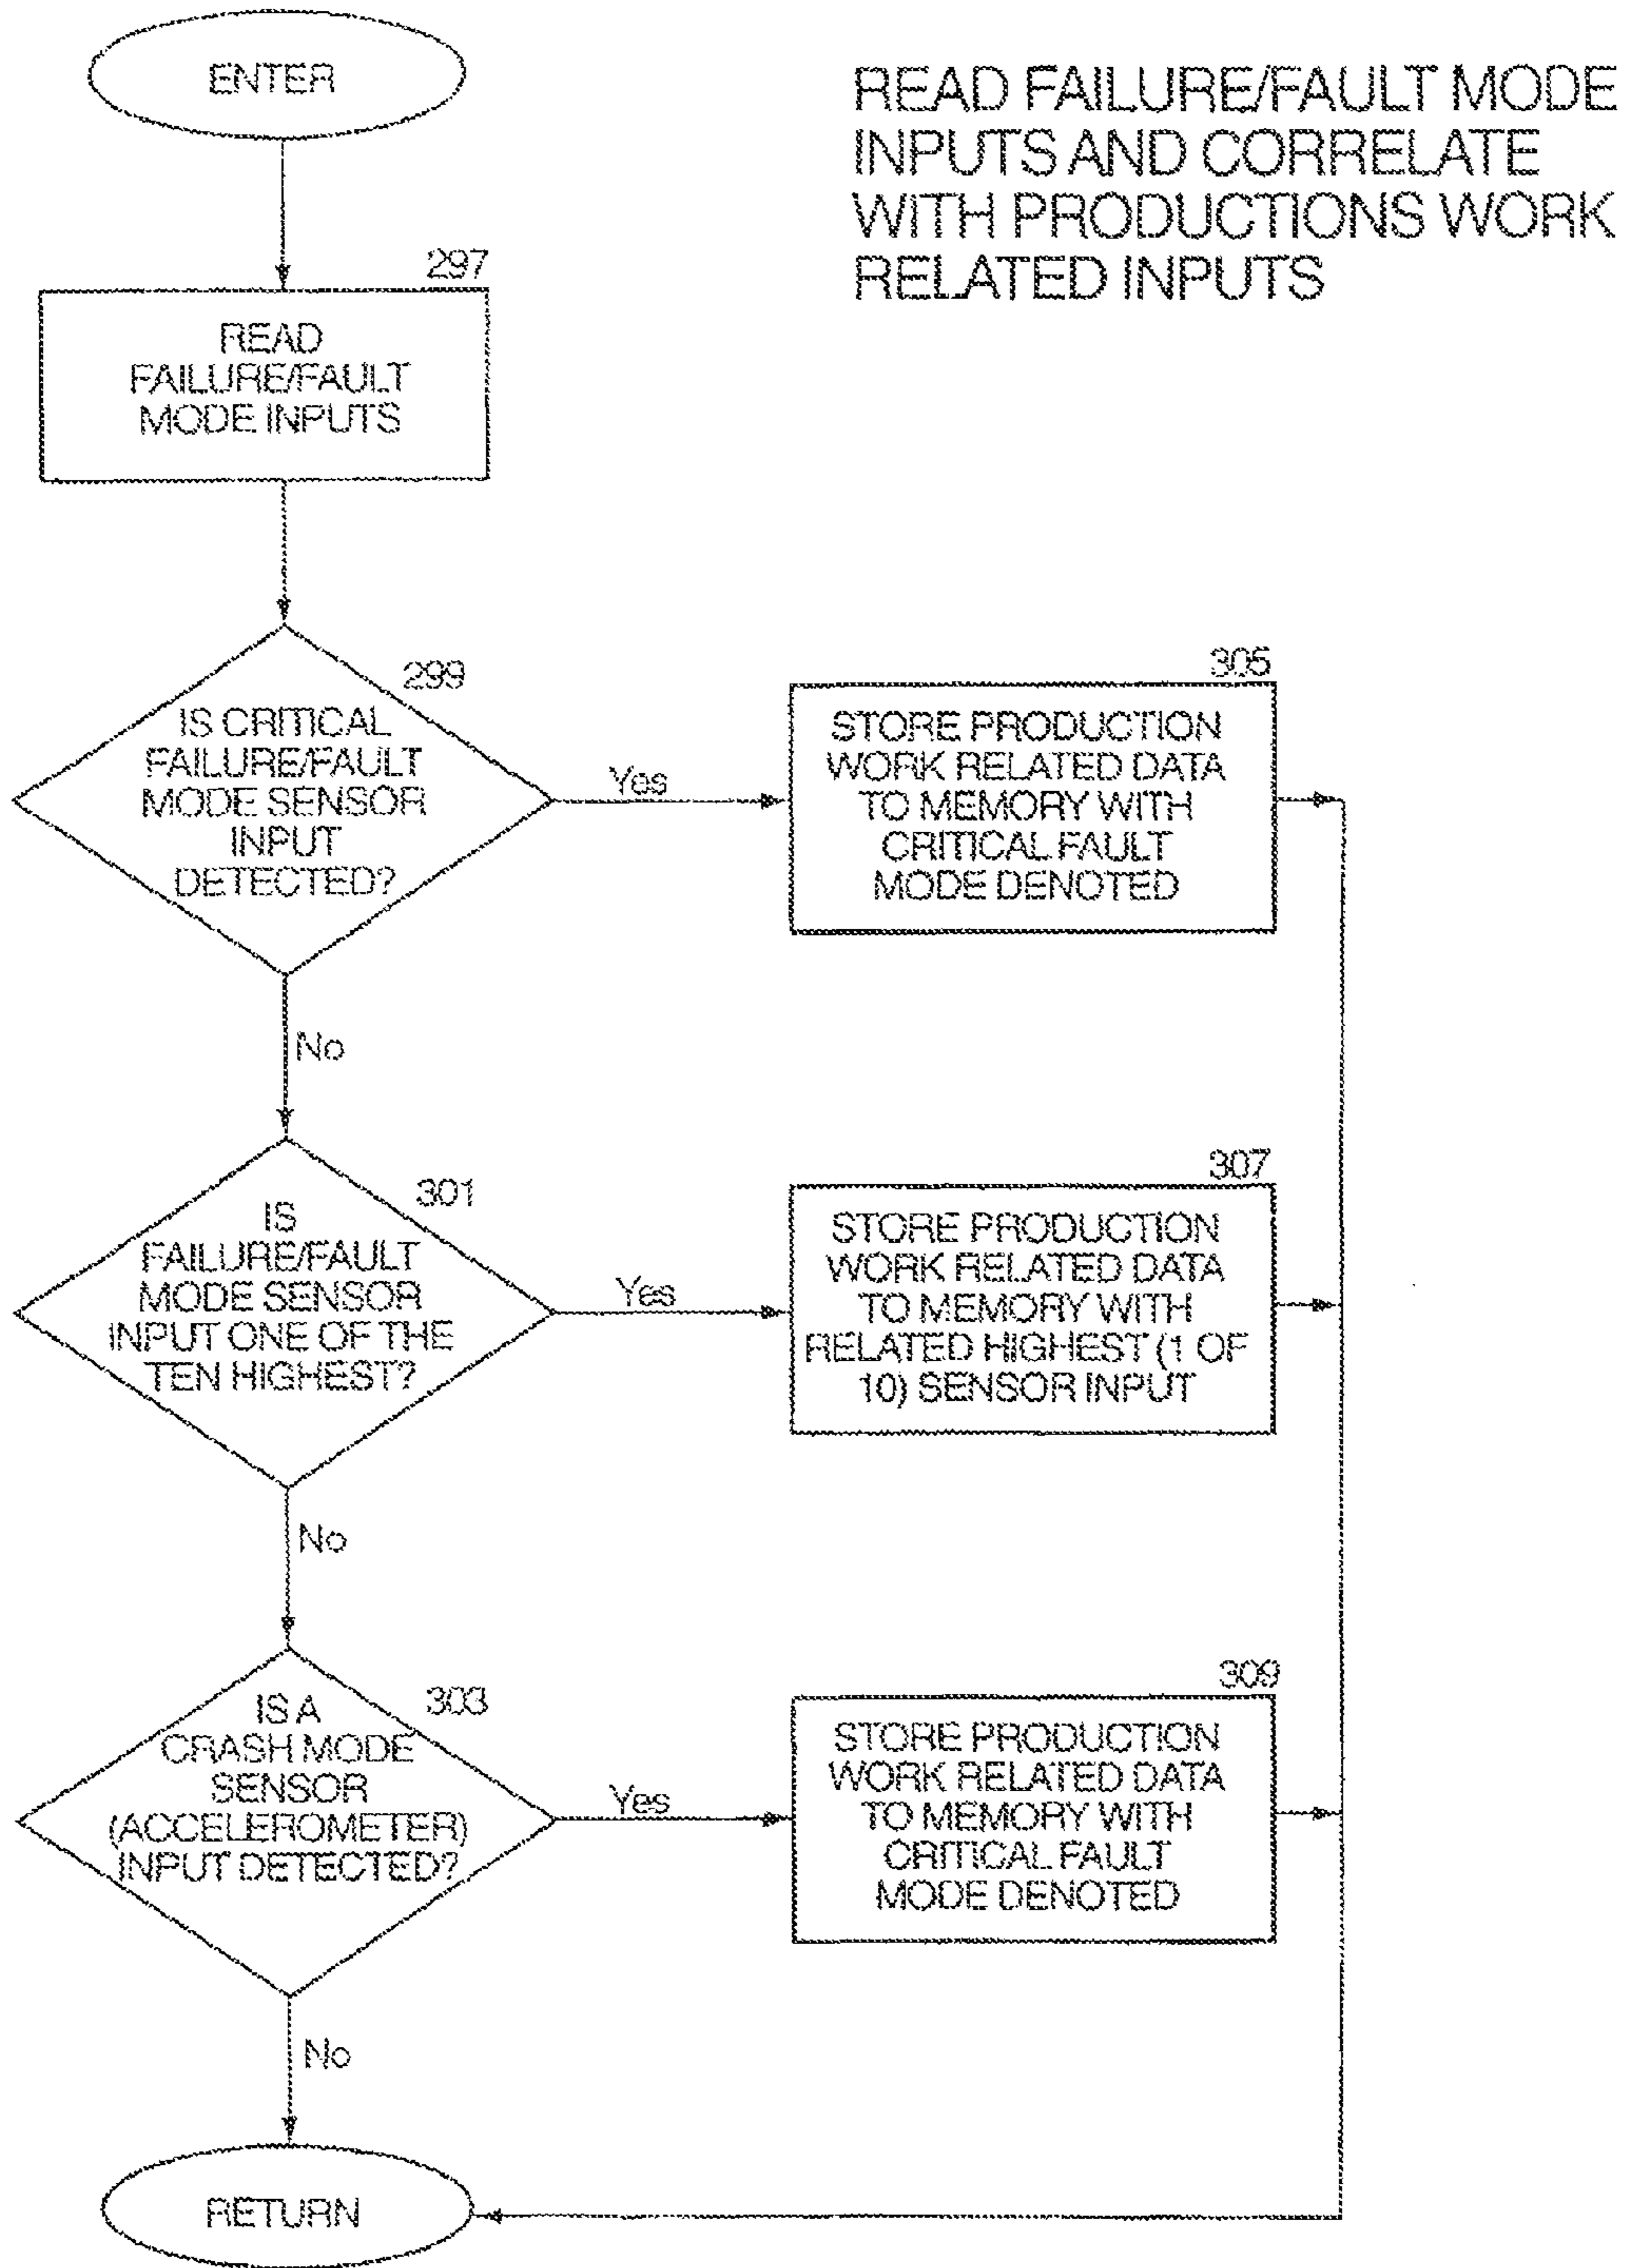 ENTER
READ FAILURE/FAULT MODE
INPUTS AND CORRELATE
WITH PRODUCTIONS WORK
RELATED INPUTS
297
READ
FAILURE/FAULT
MODE INPUTS
299
IS CRITICAL
FAILURE/FAULT
MODE SENSOR
INPUT
DETECTED?
Yes
305
STORE PRODUCTION
WORK RELATED DATA
TO MEMORY WITH
CRITICAL FAULT
MODE DENOTED
No
301
IS
FAILURE/FAULT
MODE SENSOR
INPUT ONE OF THE
TEN HIGHEST?
Yes
307
STORE PRODUCTION
WORK RELATED DATA
TO MEMORY WITH
RELATED HIGHEST (1 OF
10) SENSOR INPUT
No
303
IS A
CRASH MODE
SENSOR
(ACCELEROMETER)
INPUT DETECTED?
Yes
309
STORE PRODUCTION
WORK RELATED DATA
TO MEMORY WITH
CRITICAL FAULT
MODE DENOTED
No
RETURN